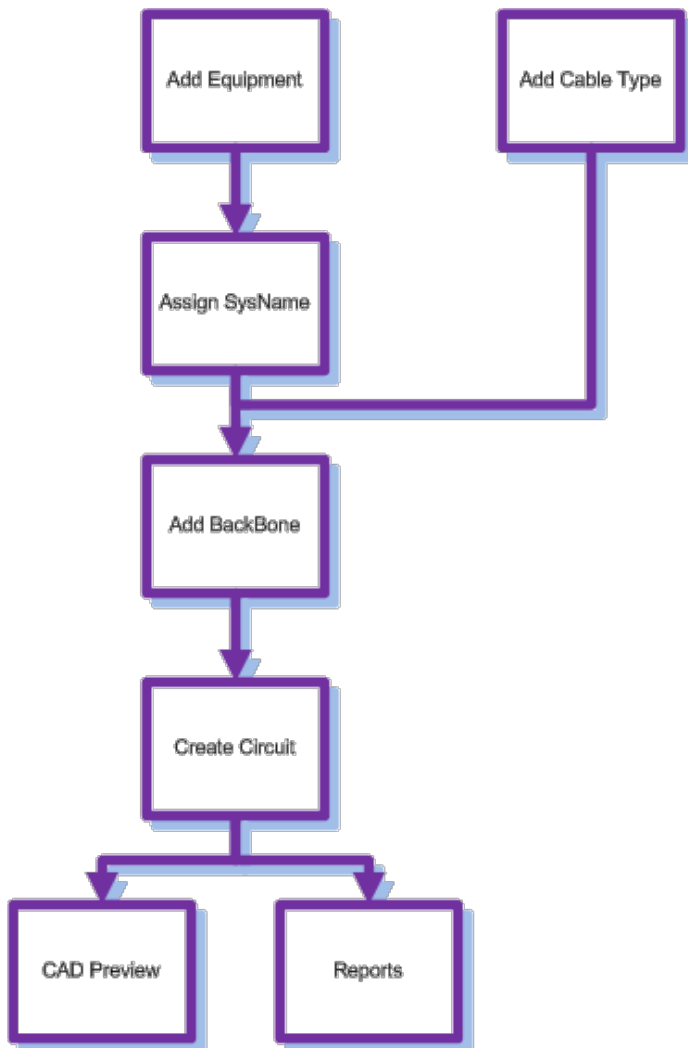 Add Equipment
Add Cable Type
Assign SysName
Add BackBone
Create Circuit
CAD Preview
Reports